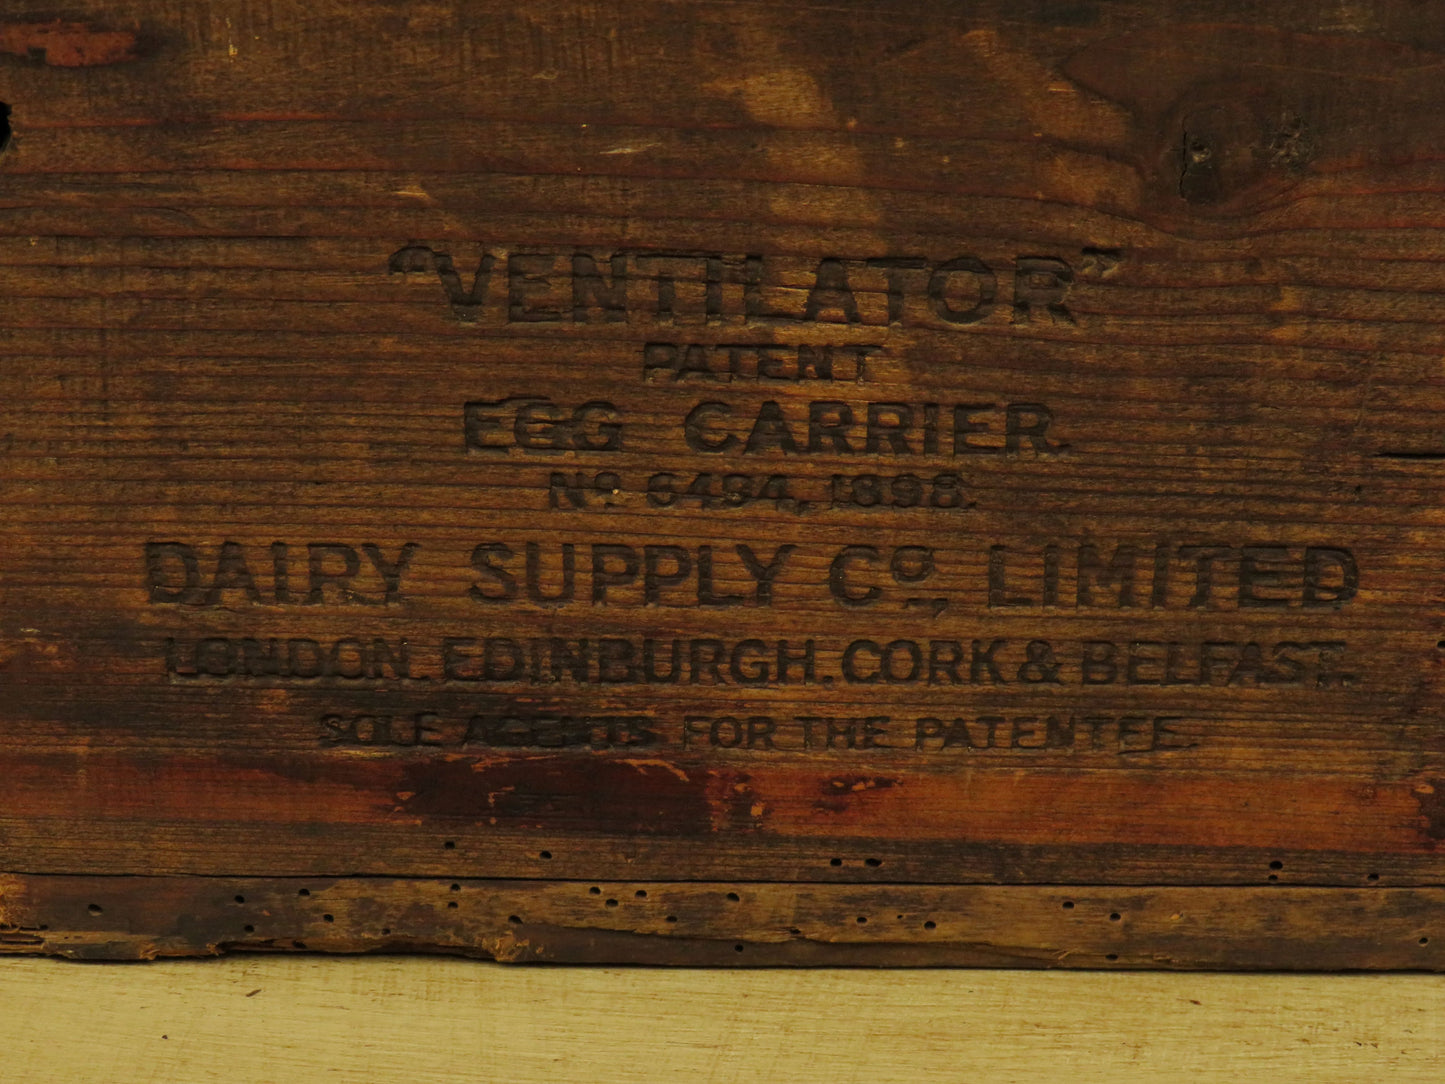 "VENTILATOR"
PATENT
EGG CARRIER.
No. 6494, 1898.
DAIRY SUPPLY Co., LIMITED
LONDON. EDINBURGH. CORK & BELFAST.
SOLE AGENTS FOR THE PATENTEE.